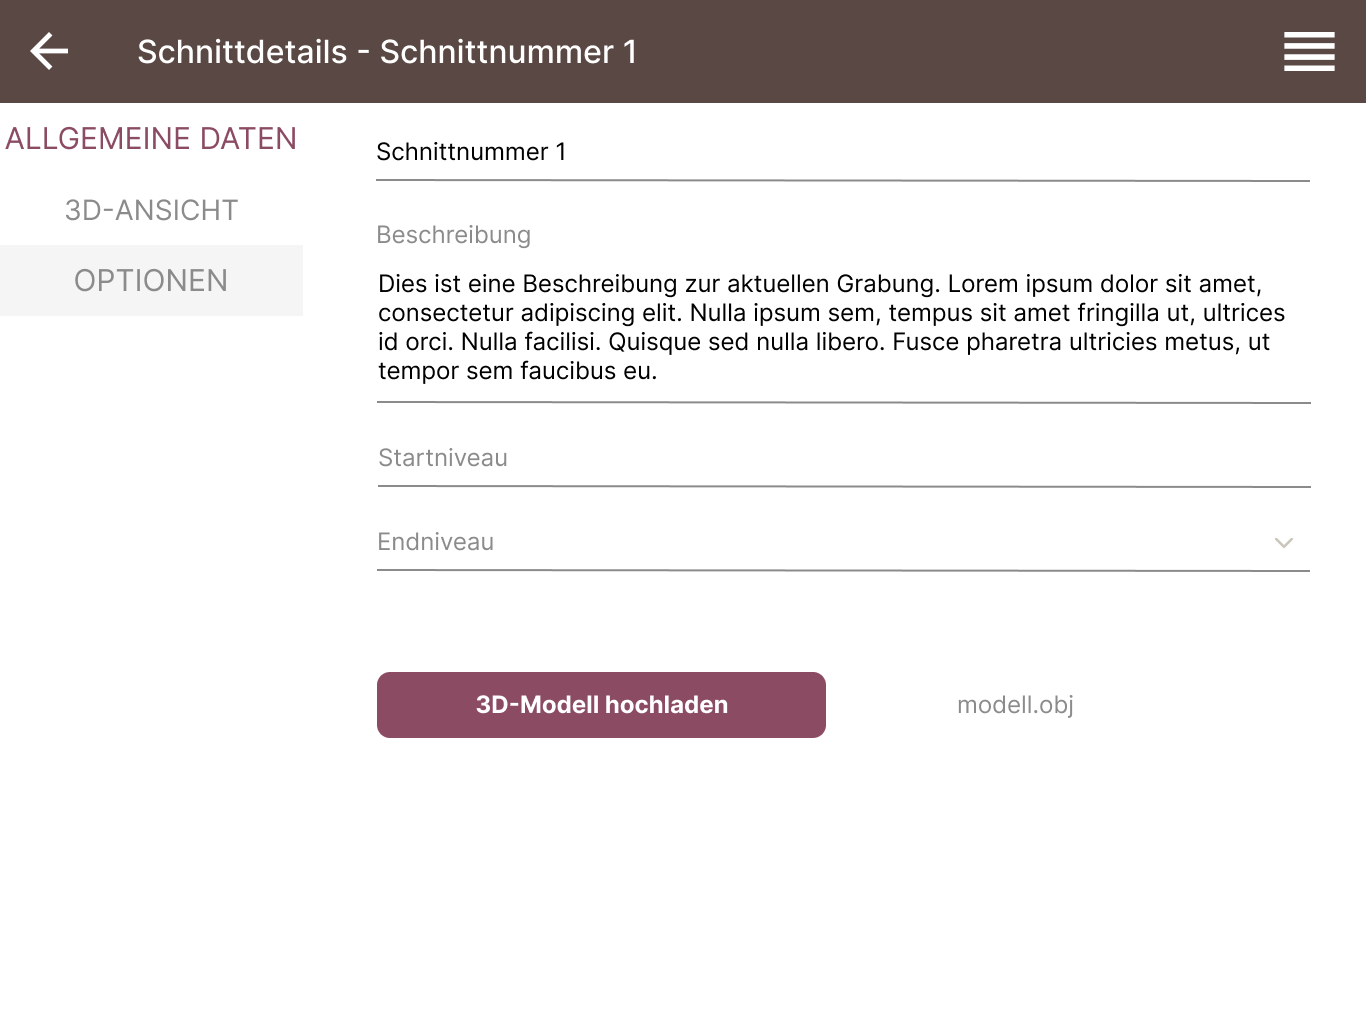 Schnittdetails - Schnittnummer 1
ALLGEMEINE DATEN
3D-ANSICHT
OPTIONEN
Schnittnummer 1
Beschreibung
Dies ist eine Beschreibung zur aktuellen Grabung. Lorem ipsum dolor sit amet,
consectetur adipiscing elit. Nulla ipsum sem, tempus sit amet fringilla ut, ultrices
id orci. Nulla facilisi. Quisque sed nulla libero. Fusce pharetra ultricies metus, ut
tempor sem faucibus eu.
Startniveau
Endniveau
3D-Modell hochladen
modell.obj